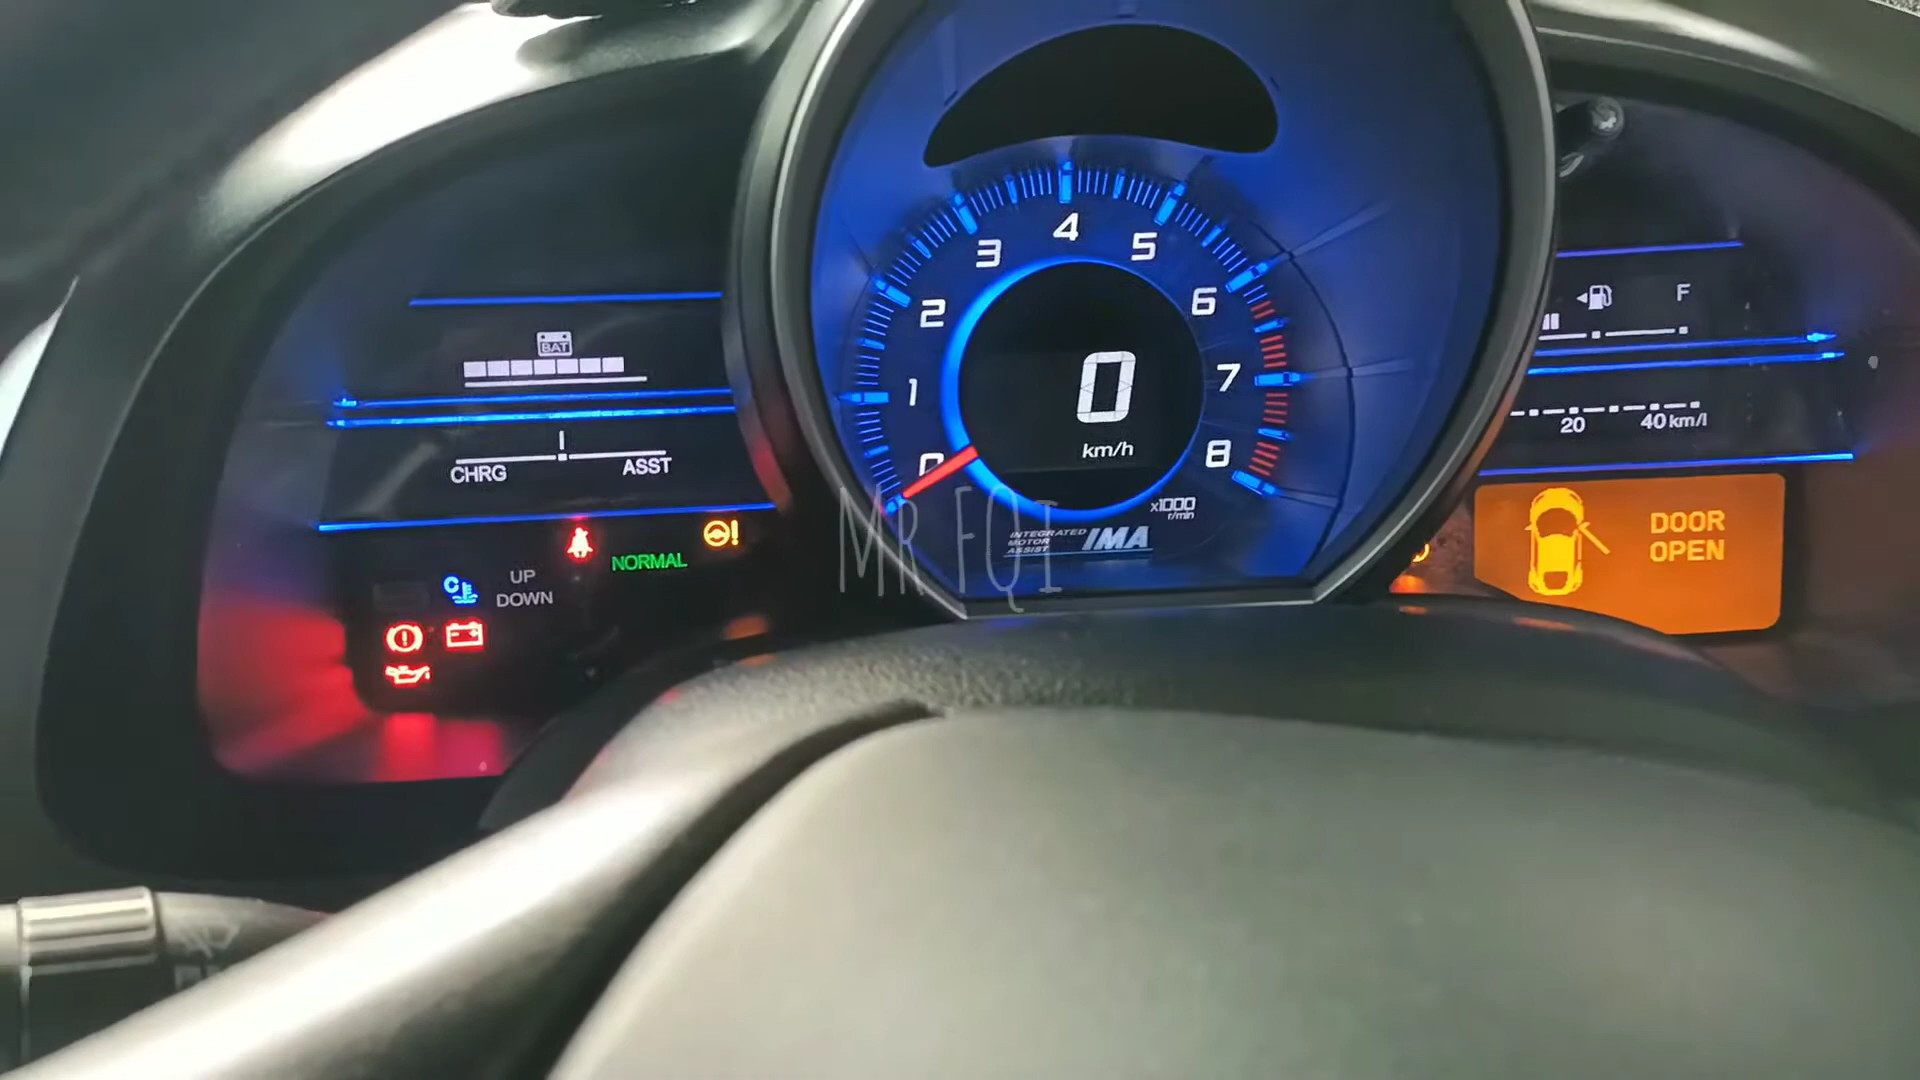 BAT
CHRG
ASST
UP
DOWN
NORMAL
0
1
2
3
4
5
6
7
8
0
km/h
x1000
r/min
INTEGRATED
MOTOR
ASSIST
IMA
MR FQI
F
20
40 km/l
DOOR
OPEN